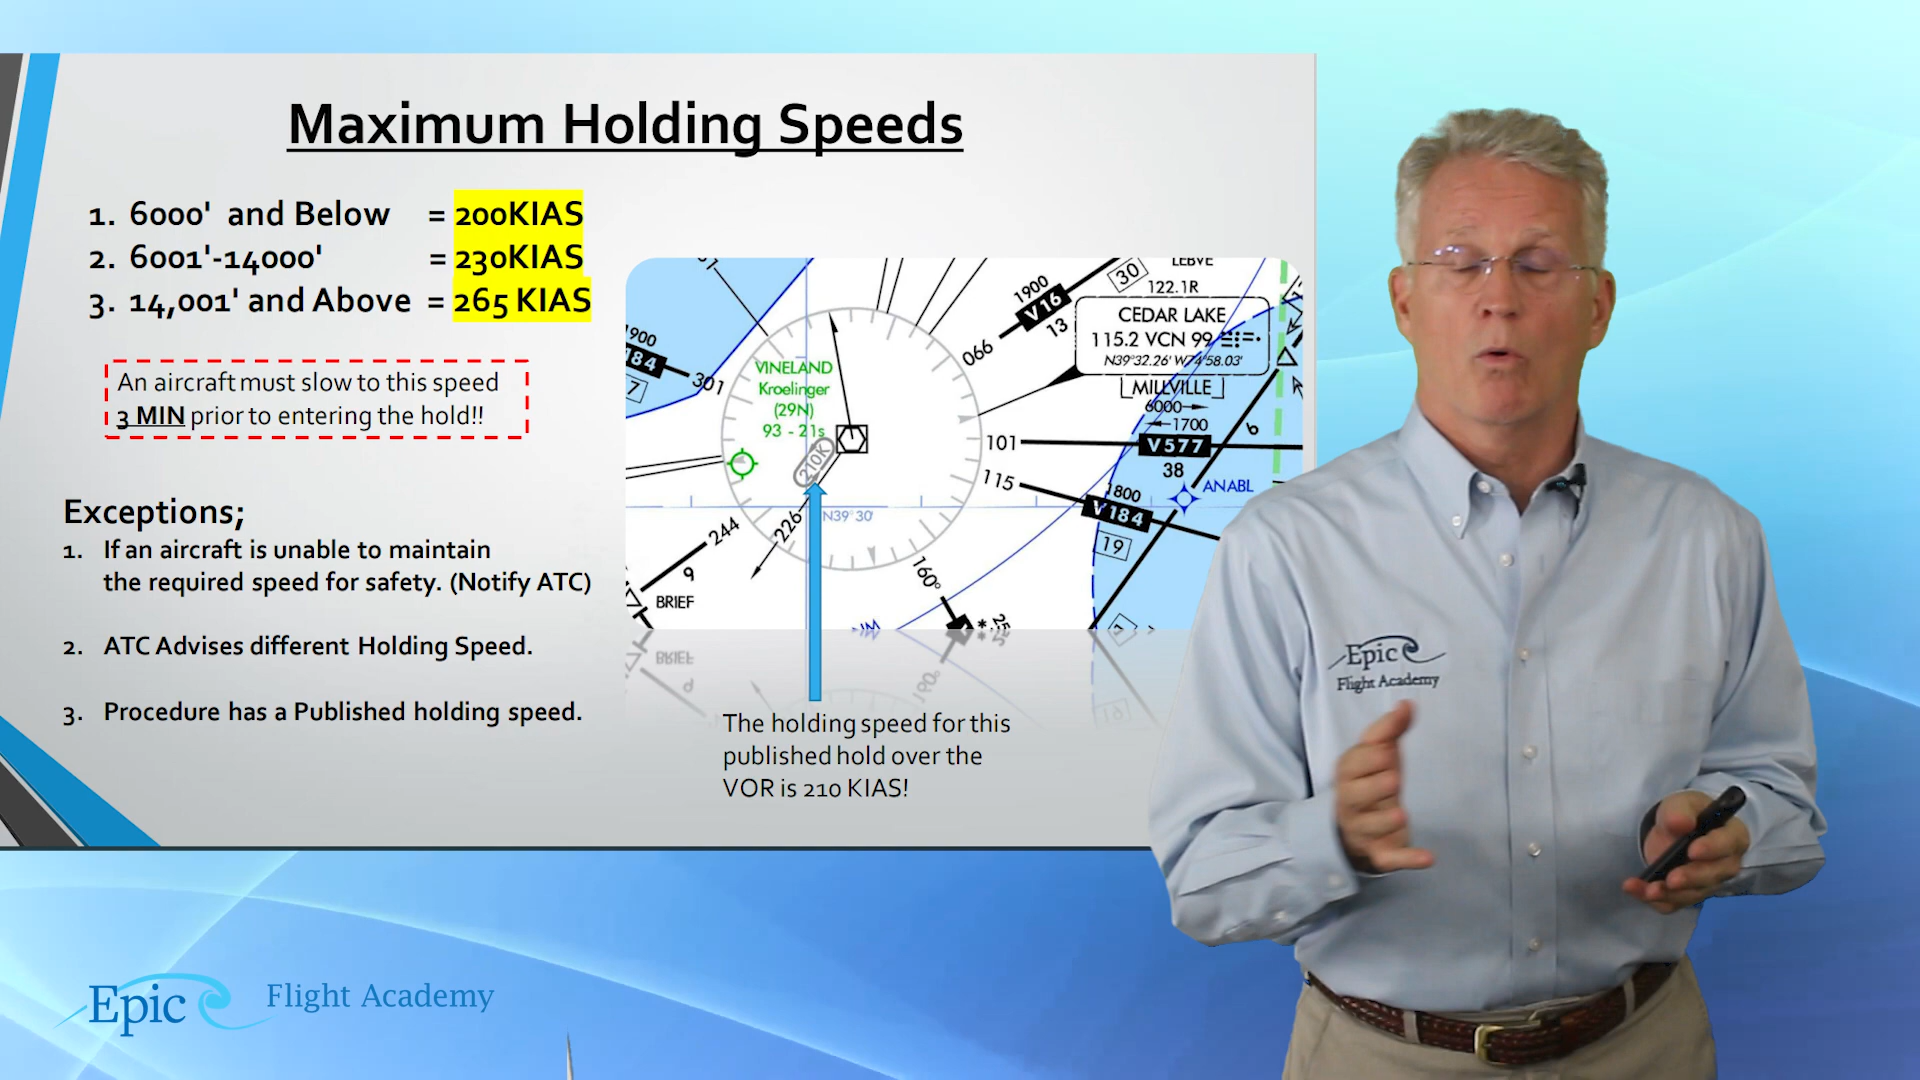 Maximum Holding Speeds
1. 6000' and Below = 200KIAS
2. 6001'-14000' = 230KIAS
3. 14,001' and Above = 265 KIAS
An aircraft must slow to this speed
3 MIN prior to entering the hold!!
Exceptions;
1. If an aircraft is unable to maintain
the required speed for safety. (Notify ATC)
2. ATC Advises different Holding Speed.
3. Procedure has a Published holding speed.
LEBVE
122.1R
30
1900
V16
13
066
CEDAR LAKE
115.2 VCN 99
N39°32.26' W74°58.03'
MILLVILLE
6000
1700
V577
38
6
101
115
1800
V184
19
ANABL
1900
184
7
301
VINELAND
Kroelinger
(29N)
93 - 21s
210K
N39°30'
226
244
9
BRIEF
160°
The holding speed for this
published hold over the
VOR is 210 KIAS!
Epic
Flight Academy
Epic Flight Academy